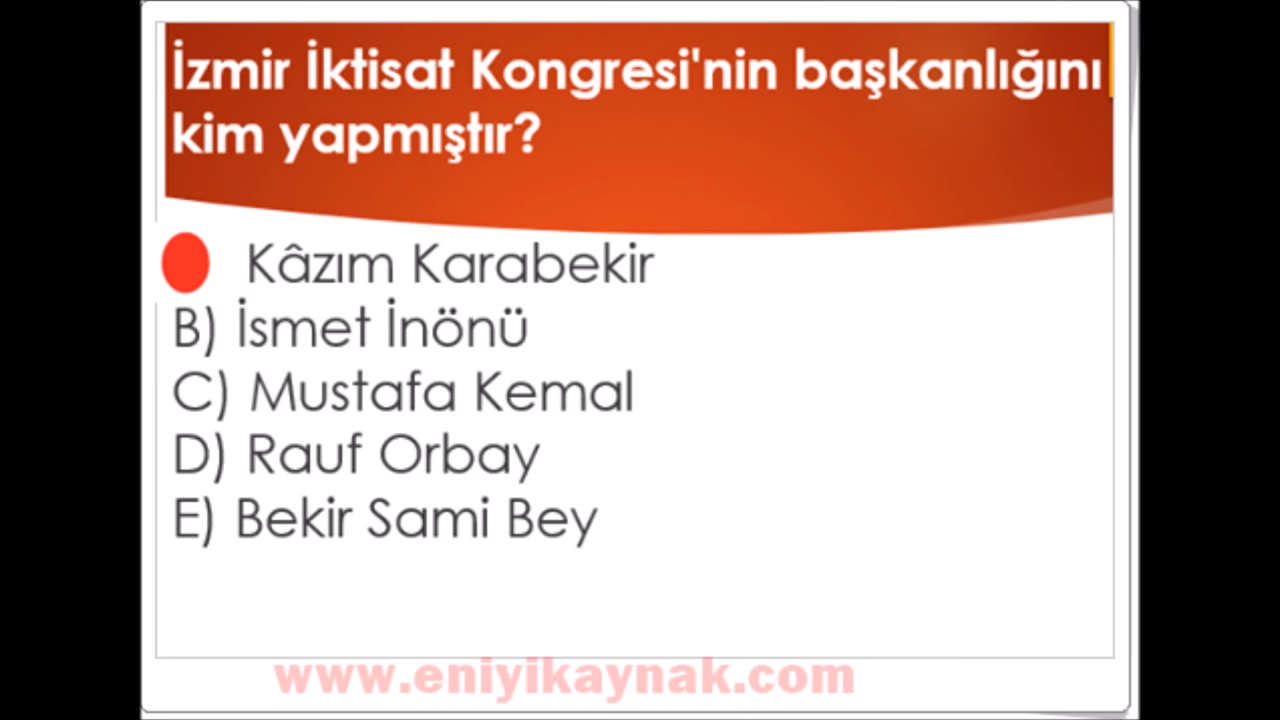 İzmir İktisat Kongresi'nin başkanlığını
kim yapmıştır?
Kâzım Karabekir
B) İsmet İnönü
C) Mustafa Kemal
D) Rauf Orbay
E) Bekir Sami Bey
www.eniyikaynak.com